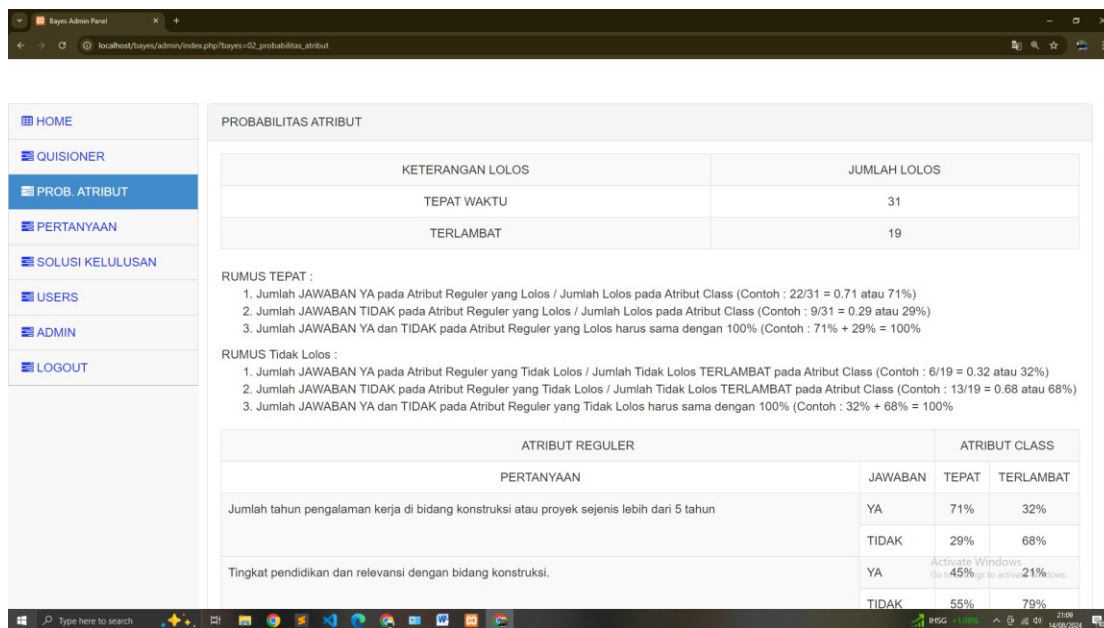 Bayes Admin Panel
localhost/bayes/admin/index.php?bayes=02_probabilitas_atribut
HOME
QUISIONER
PROB. ATRIBUT
PERTANYAAN
SOLUSI KELULUSAN
USERS
ADMIN
LOGOUT
PROBABILITAS ATRIBUT
KETERANGAN LOLOS JUMLAH LOLOS
TEPAT WAKTU 31
TERLAMBAT 19
RUMUS TEPAT :
1. Jumlah JAWABAN YA pada Atribut Reguler yang Lolos / Jumlah Lolos pada Atribut Class (Contoh : 22/31 = 0.71 atau 71%)
2. Jumlah JAWABAN TIDAK pada Atribut Reguler yang Lolos / Jumlah Lolos pada Atribut Class (Contoh : 9/31 = 0.29 atau 29%)
3. Jumlah JAWABAN YA dan TIDAK pada Atribut Reguler yang Lolos harus sama dengan 100% (Contoh : 71% + 29% = 100%
RUMUS Tidak Lolos :
1. Jumlah JAWABAN YA pada Atribut Reguler yang Tidak Lolos / Jumlah Tidak Lolos TERLAMBAT pada Atribut Class (Contoh : 6/19 = 0.32 atau 32%)
2. Jumlah JAWABAN TIDAK pada Atribut Reguler yang Tidak Lolos / Jumlah Tidak Lolos TERLAMBAT pada Atribut Class (Contoh : 13/19 = 0.68 atau 68%)
3. Jumlah JAWABAN YA dan TIDAK pada Atribut Reguler yang Tidak Lolos harus sama dengan 100% (Contoh : 32% + 68% = 100%
ATRIBUT REGULER ATRIBUT CLASS
PERTANYAAN JAWABAN TEPAT TERLAMBAT
Jumlah tahun pengalaman kerja di bidang konstruksi atau proyek sejenis lebih dari 5 tahun YA 71% 32%
TIDAK 29% 68%
Tingkat pendidikan dan relevansi dengan bidang konstruksi. YA 45% 21%
TIDAK 55% 79%
Activate Windows
Type here to search
IHSG +1,08%
21:09
14/08/2024